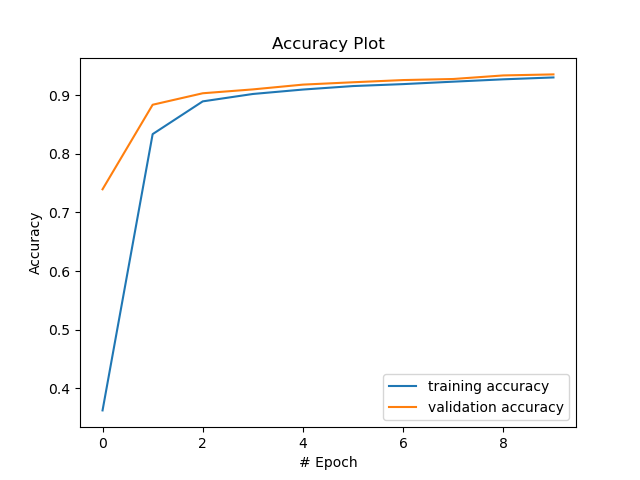 Accuracy Plot
Accuracy
0.9
0.8
0.7
0.6
0.5
0.4
training accuracy
validation accuracy
0 2 4 6 8
# Epoch